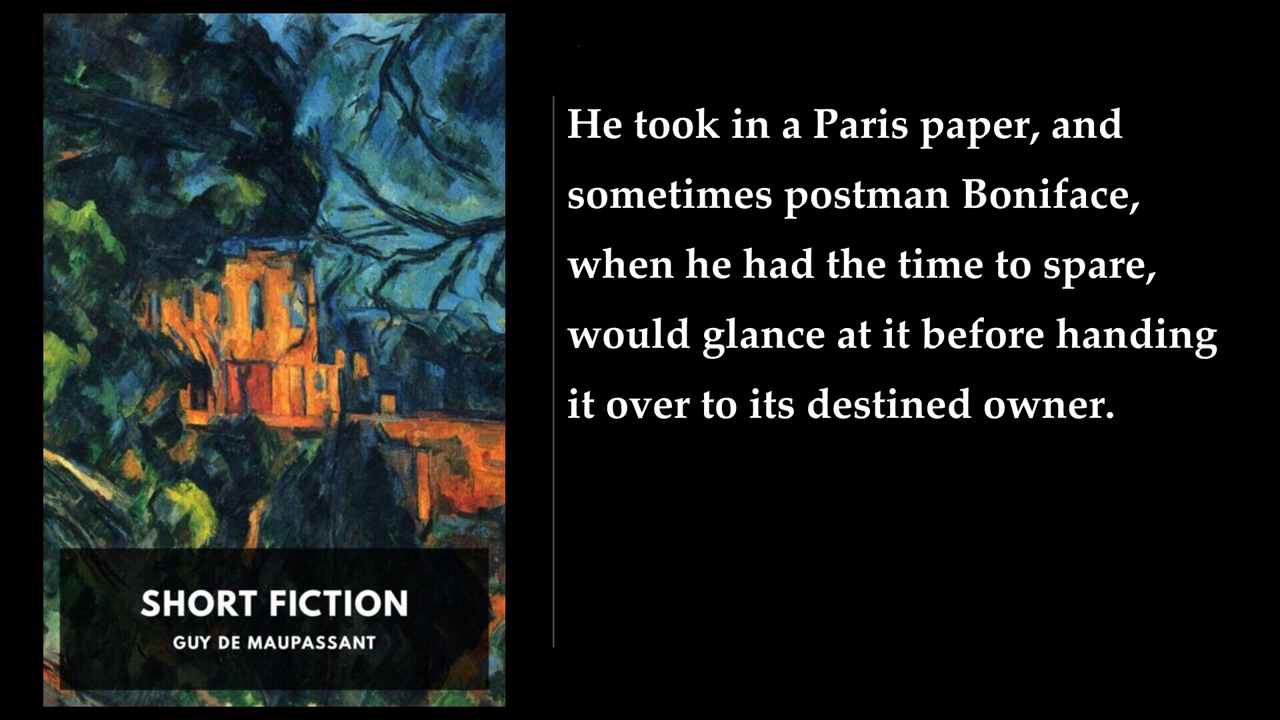 SHORT FICTION
GUY DE MAUPASSANT
He took in a Paris paper, and
sometimes postman Boniface,
when he had the time to spare,
would glance at it before handing
it over to its destined owner.